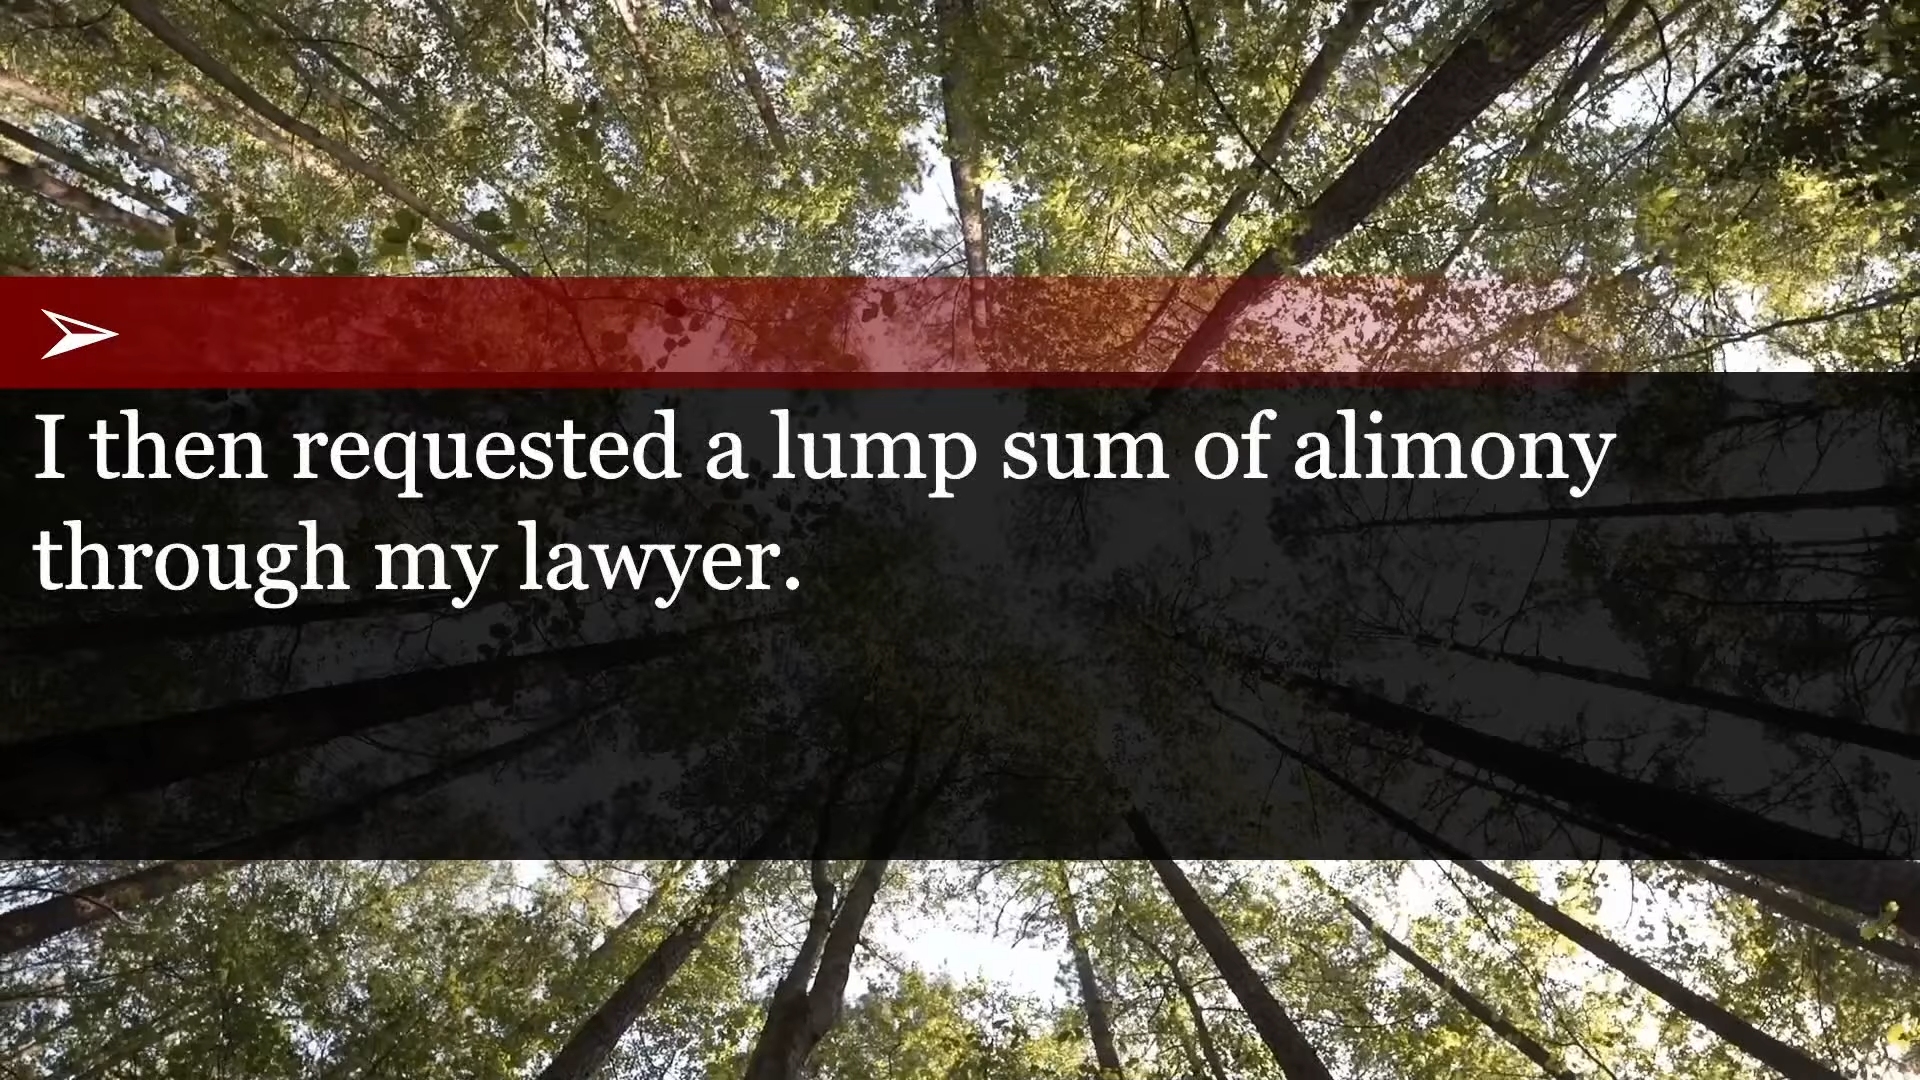 I then requested a lump sum of alimony
through my lawyer.